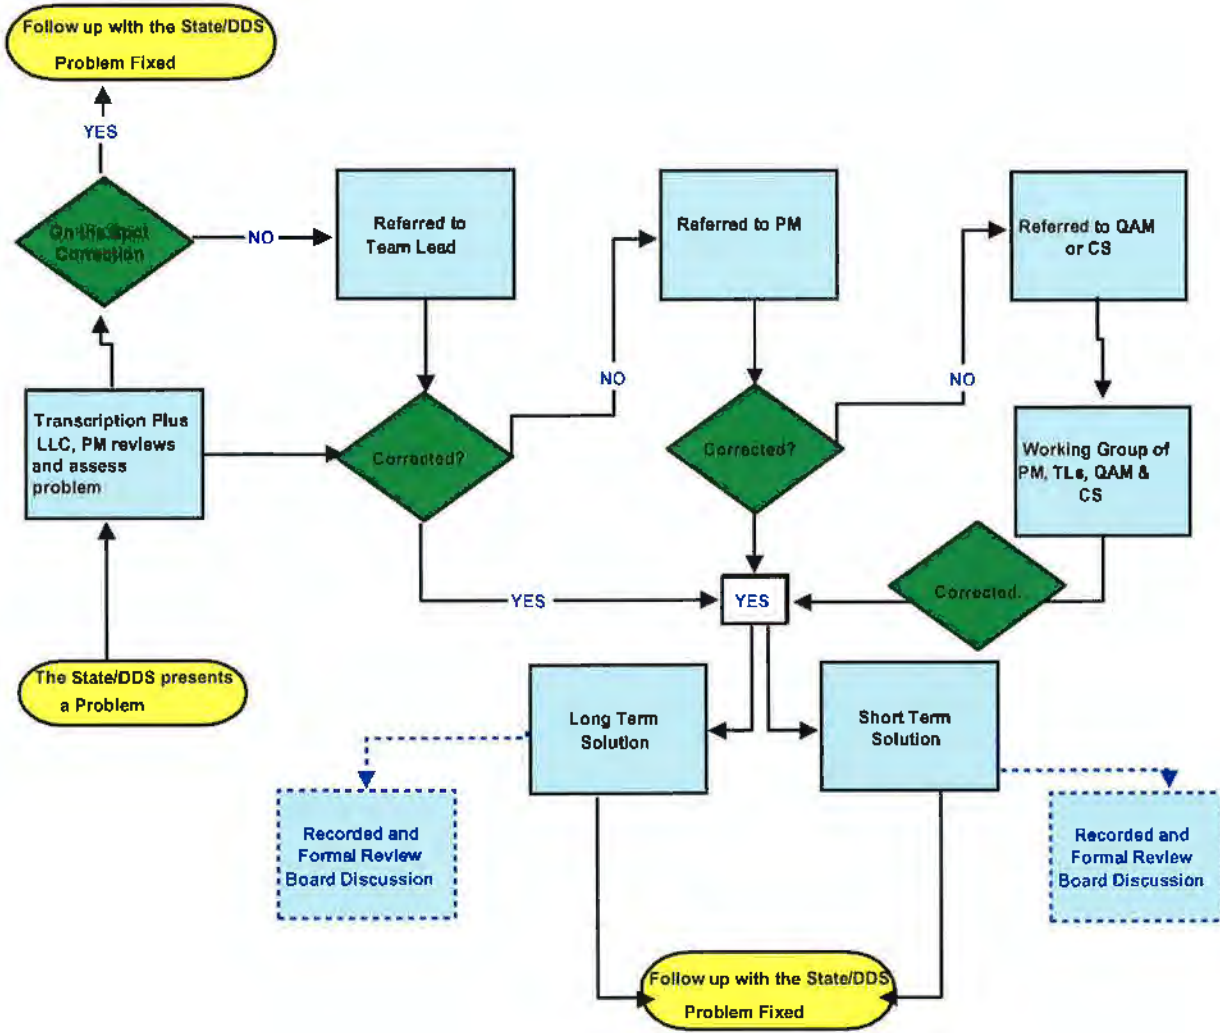 Follow up with the State/DDS
Problem Fixed
YES
On the Spot
Correction
NO
Referred to
Team Lead
Referred to PM
Referred to QAM
or CS
Transcription Plus
LLC, PM reviews
and assess
problem
Corrected?
NO
Corrected?
NO
Working Group of
PM, TLs, QAM &
CS
YES
YES
Corrected.
The State/DDS presents
a Problem
Long Term
Solution
Short Term
Solution
Recorded and
Formal Review
Board Discussion
Recorded and
Formal Review
Board Discussion
Follow up with the State/DDS
Problem Fixed